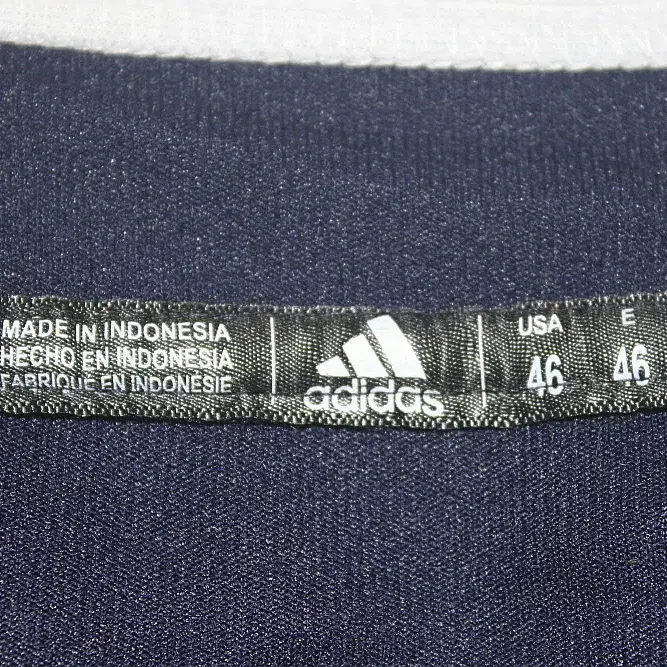 MADE IN INDONESIA
HECHO EN INDONESIA
FABRIQUE EN INDONESIE
adidas
USA
46
E
46